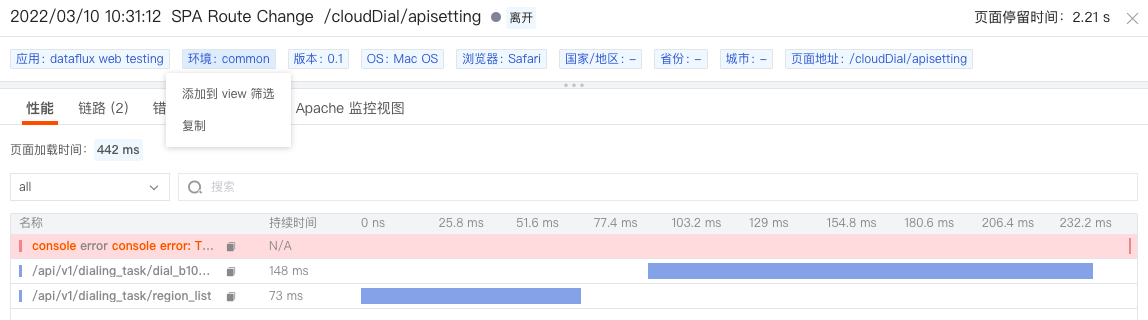 2022/03/10 10:31:12 SPA Route Change /cloudDial/apisetting 离开 页面停留时间：2.21 s
应用：dataflux web testing 环境：common 版本：0.1 OS：Mac OS 浏览器：Safari 国家/地区：– 省份：– 城市：– 页面地址：/cloudDial/apisetting
添加到 view 筛选
复制
性能 链路 (2) 错 Apache 监控视图
页面加载时间： 442 ms
all 搜索
名称 持续时间 0 ns 25.8 ms 51.6 ms 77.4 ms 103.2 ms 129 ms 154.8 ms 180.6 ms 206.4 ms 232.2 ms
console error console error: T... N/A
/api/v1/dialing_task/dial_b10... 148 ms
/api/v1/dialing_task/region_list 73 ms